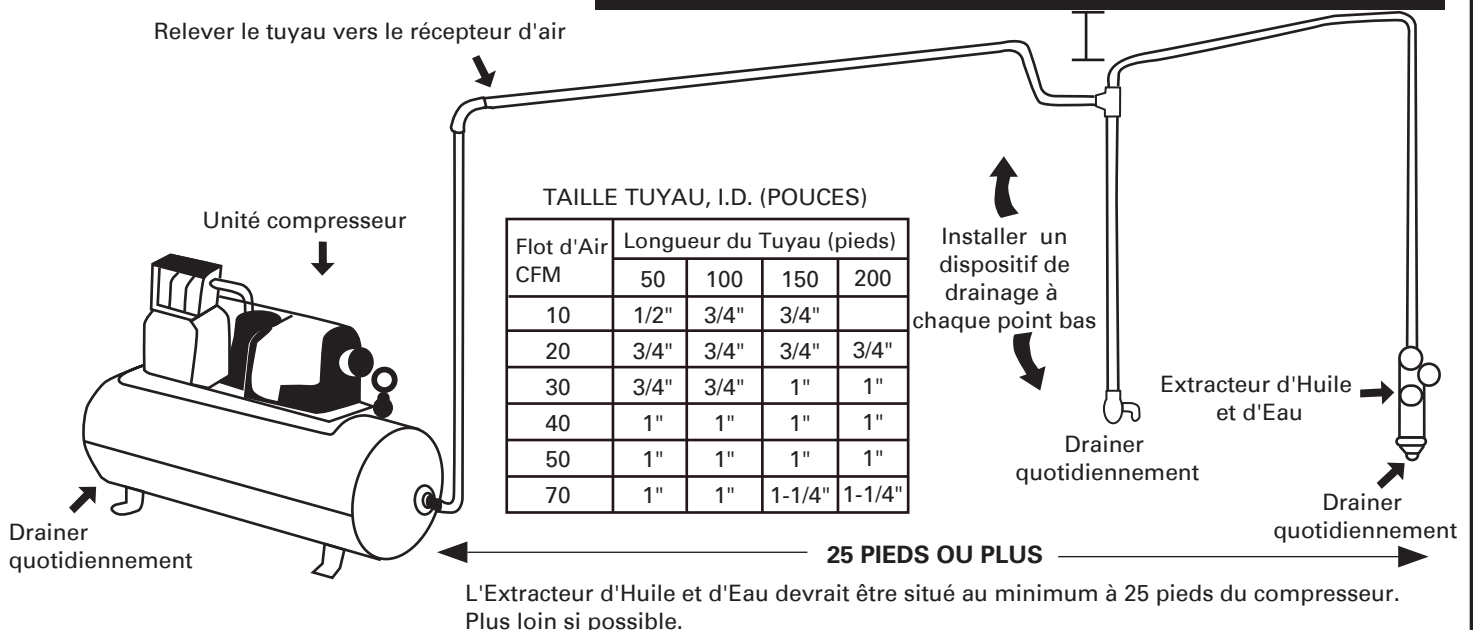 Relever le tuyau vers le récepteur d'air
Unité compresseur
TAILLE TUYAU, I.D. (POUCES)
Flot d'Air Longueur du Tuyau (pieds)
CFM 50 100 150 200
10 1/2" 3/4" 3/4"
20 3/4" 3/4" 3/4" 3/4"
30 3/4" 3/4" 1" 1"
40 1" 1" 1" 1"
50 1" 1" 1" 1"
70 1" 1" 1-1/4" 1-1/4"
Installer un
dispositif de
drainage à
chaque point bas
Extracteur d'Huile
et d'Eau
Drainer
quotidiennement
Drainer
quotidiennement
Drainer
quotidiennement
25 PIEDS OU PLUS
L'Extracteur d'Huile et d'Eau devrait être situé au minimum à 25 pieds du compresseur.
Plus loin si possible.